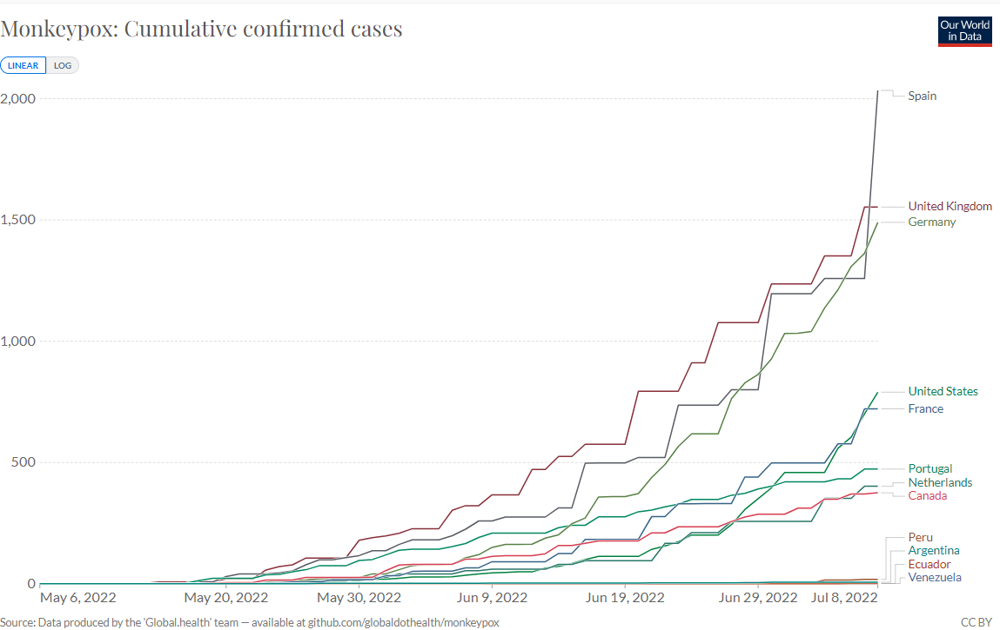 Monkeypox: Cumulative confirmed cases
Our World
in Data
LINEAR LOG
2,000
1,500
1,000
500
0
Spain
United Kingdom
Germany
United States
France
Portugal
Netherlands
Canada
Peru
Argentina
Ecuador
Venezuela
May 6, 2022 May 20, 2022 May 30, 2022 Jun 9, 2022 Jun 19, 2022 Jun 29, 2022 Jul 8, 2022
Source: Data produced by the 'Global.health' team — available at github.com/globaldothealth/monkeypox
CC BY